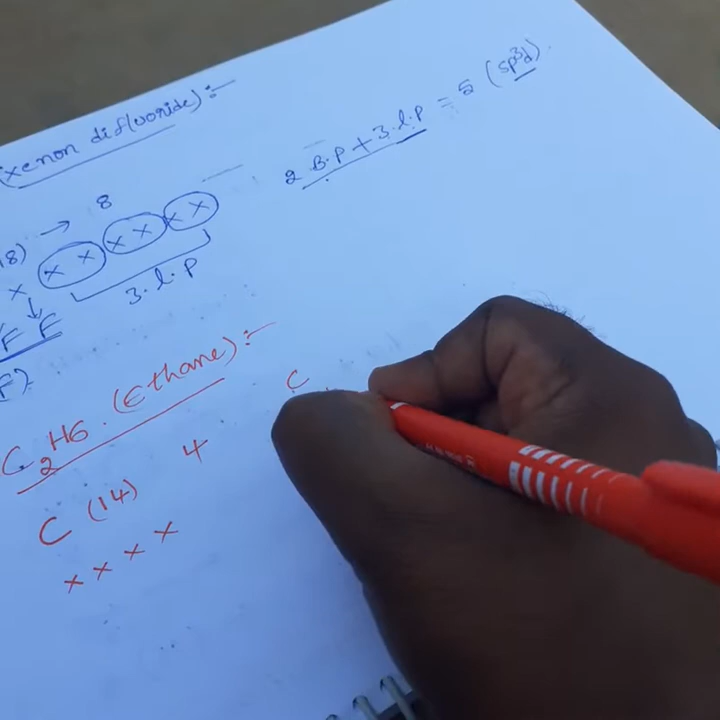 (xenon difluoride) :-
18) → 8
x x x x x x x
3.l.p
F F
F).
2 B.P + 3.l.p = 5 (sp³d).
C₂H6. (Ethane) :-
C (14) 4
x x x x
C